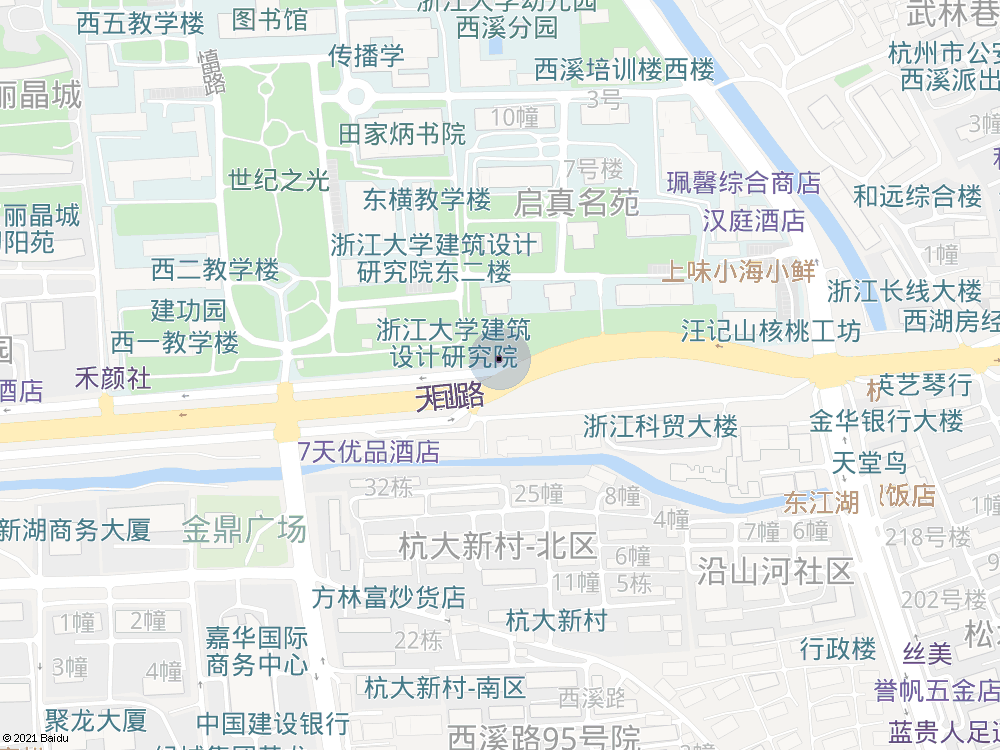 浙江大学幼儿园
西溪分园
西五教学楼
图书馆
武林巷
传播学
慎
路
杭州市公安
西溪派出
西溪培训楼西楼
丽晶城
3号
10幢
3幢
田家炳书院
7号楼
世纪之光
珮馨综合商店
东横教学楼
启真名苑
和远综合楼
丽晶城
阳苑
汉庭酒店
浙江大学建筑设计
研究院东二楼
1幢
西二教学楼
上味小海小鲜
浙江长线大楼
建功园
西湖房经
西一教学楼
浙江大学建筑
设计研究院
汪记山核桃工坊
园
禾颜社
酒店
英艺琴行
杭
天目山路
金华银行大楼
浙江科贸大楼
7天优品酒店
天堂鸟
32栋
25幢
8幢
东江湖
饭店
新湖商务大厦
金鼎广场
4幢
7幢
6幢
218号楼
杭大新村-北区
6幢
沿山河社区
11幢
5栋
方林富炒货店
202号楼
1幢
2幢
杭大新村
嘉华国际
商务中心
22栋
行政楼
丝美
3幢
4幢
杭大新村-南区
西溪路
誉帆五金店
聚龙大厦
中国建设银行
西溪路95号院
蓝贵人足道
© 2021 Baidu